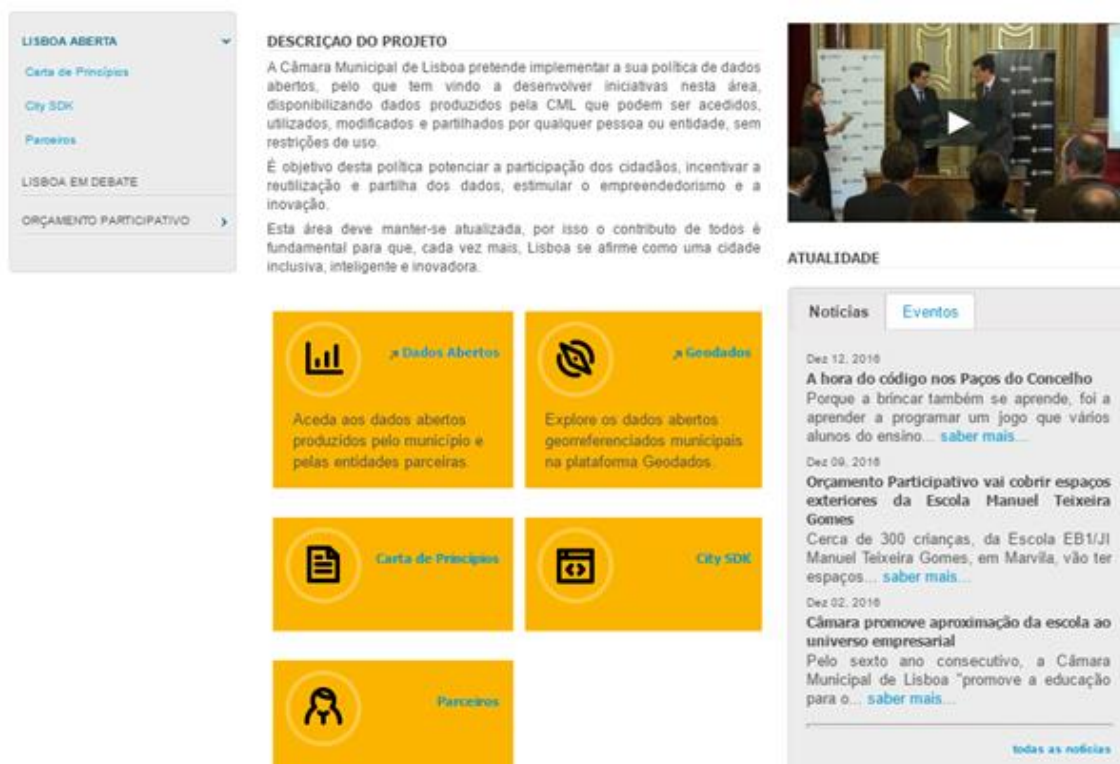 LISBOA ABERTA
Carta de Princípios
City SDK
Parceiros
LISBOA EM DEBATE
ORÇAMENTO PARTICIPATIVO
DESCRIÇAO DO PROJETO
A Câmara Municipal de Lisboa pretende implementar a sua política de dados
abertos, pelo que tem vindo a desenvolver iniciativas nesta área,
disponibilizando dados produzidos pela CML que podem ser acedidos,
utilizados, modificados e partilhados por qualquer pessoa ou entidade, sem
restrições de uso.
É objetivo desta política potenciar a participação dos cidadãos, incentivar a
reutilização e partilha dos dados, estimular o empreendedorismo e a
inovação.
Esta área deve manter-se atualizada, por isso o contributo de todos é
fundamental para que, cada vez mais, Lisboa se afirme como uma cidade
inclusiva, inteligente e inovadora.
Dados Abertos
Aceda aos dados abertos
produzidos pelo município e
pelas entidades parceiras.
Geodados
Explore os dados abertos
georreferenciados municipais
na plataforma Geodados.
Carta de Princípios
City SDK
Parceiros
ATUALIDADE
Notícias
Eventos
Dez 12, 2016
A hora do código nos Paços do Concelho
Porque a brincar também se aprende, foi a
aprender a programar um jogo que vários
alunos do ensino... saber mais...
Dez 09, 2016
Orçamento Participativo vai cobrir espaços
exteriores da Escola Manuel Teixeira
Gomes
Cerca de 300 crianças, da Escola EB1/JI
Manuel Teixeira Gomes, em Marvila, vão ter
espaços... saber mais...
Dez 02, 2016
Câmara promove aproximação da escola ao
universo empresarial
Pelo sexto ano consecutivo, a Câmara
Municipal de Lisboa "promove a educação
para o... saber mais...
todas as notícias